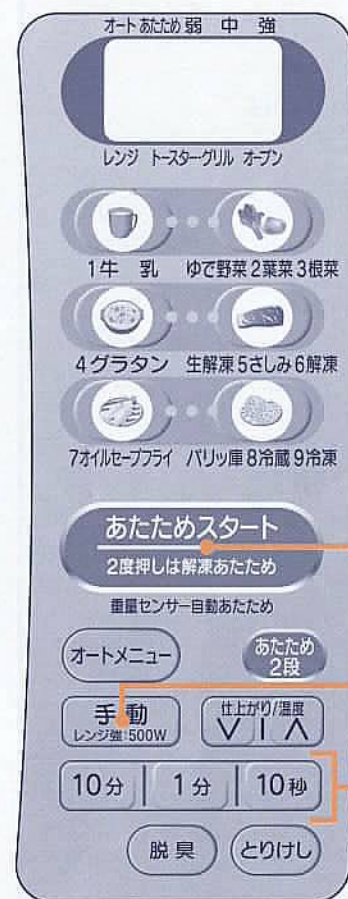 オートあたため 弱 中 強
レンジ トースターグリル オーブン
1牛 乳 ゆで野菜 2葉菜 3根菜
4グラタン 生解凍 5さしみ 6解凍
7オイルセーブフライ パリッ庫 8冷蔵 9冷凍
あたためスタート
2度押しは解凍あたため
重量センサー自動あたため
オートメニュー
あたため
2段
手 動
レンジ強:500W
仕上がり/温度
10分 1分 10秒
脱臭 とりけし